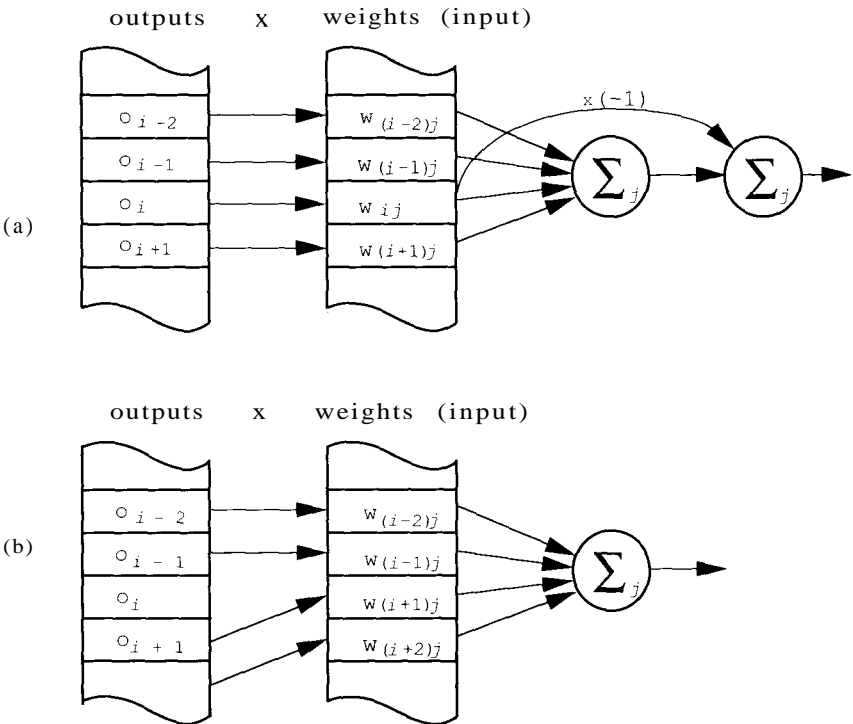 outputs x weights (input)
x(-1)
o i-2 w (i-2)j
o i-1 w (i-1)j
Σ j Σ j
o i w ij
(a)
o i+1 w (i+1)j
outputs x weights (input)
o i - 2 w (i-2)j
(b)
o i - 1 w (i-1)j
Σ j
o i w (i+1)j
o i + 1 w (i+2)j